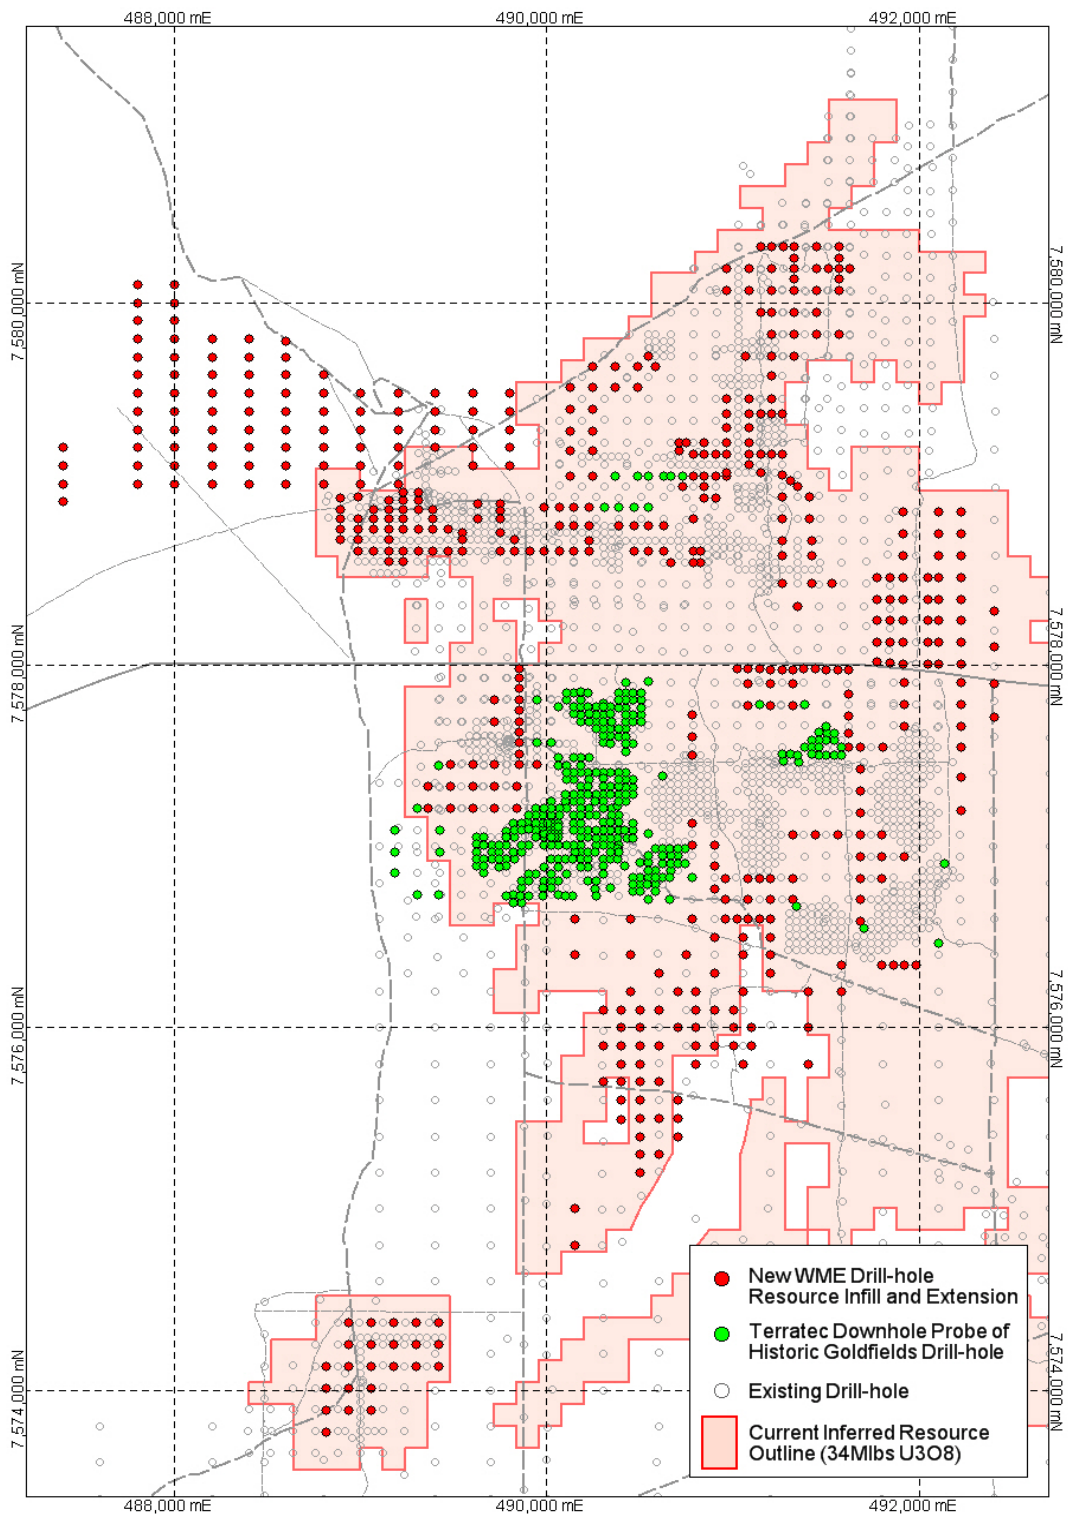 488,000 mE
490,000 mE
492,000 mE
7,580,000 mN
7,580,000 mN
7,578,000 mN
7,578,000 mN
7,576,000 mN
7,576,000 mN
7,574,000 mN
7,574,000 mN
New WME Drill-hole
Resource Infill and Extension
Terratec Downhole Probe of
Historic Goldfields Drill-hole
Existing Drill-hole
Current Inferred Resource
Outline (34Mlbs U3O8)
488,000 mE
490,000 mE
492,000 mE